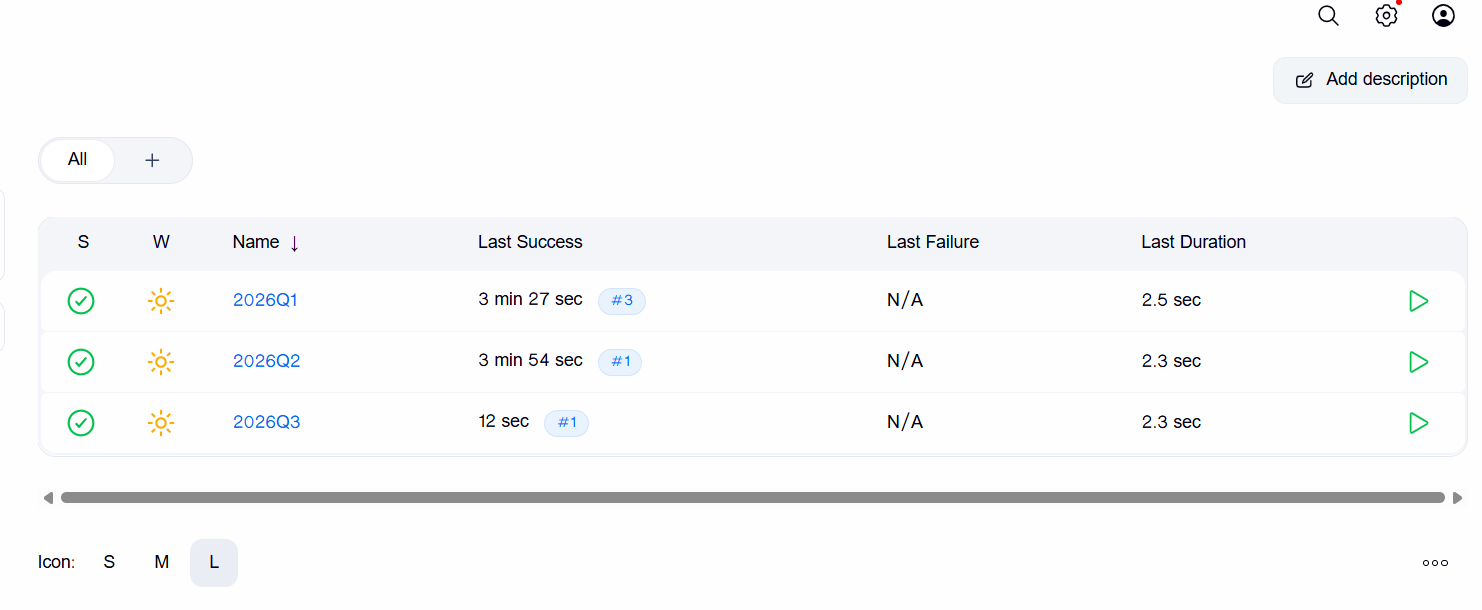 Add description
All +
S W Name ↓ Last Success Last Failure Last Duration
2026Q1 3 min 27 sec #3 N/A 2.5 sec
2026Q2 3 min 54 sec #1 N/A 2.3 sec
2026Q3 12 sec #1 N/A 2.3 sec
Icon: S M L